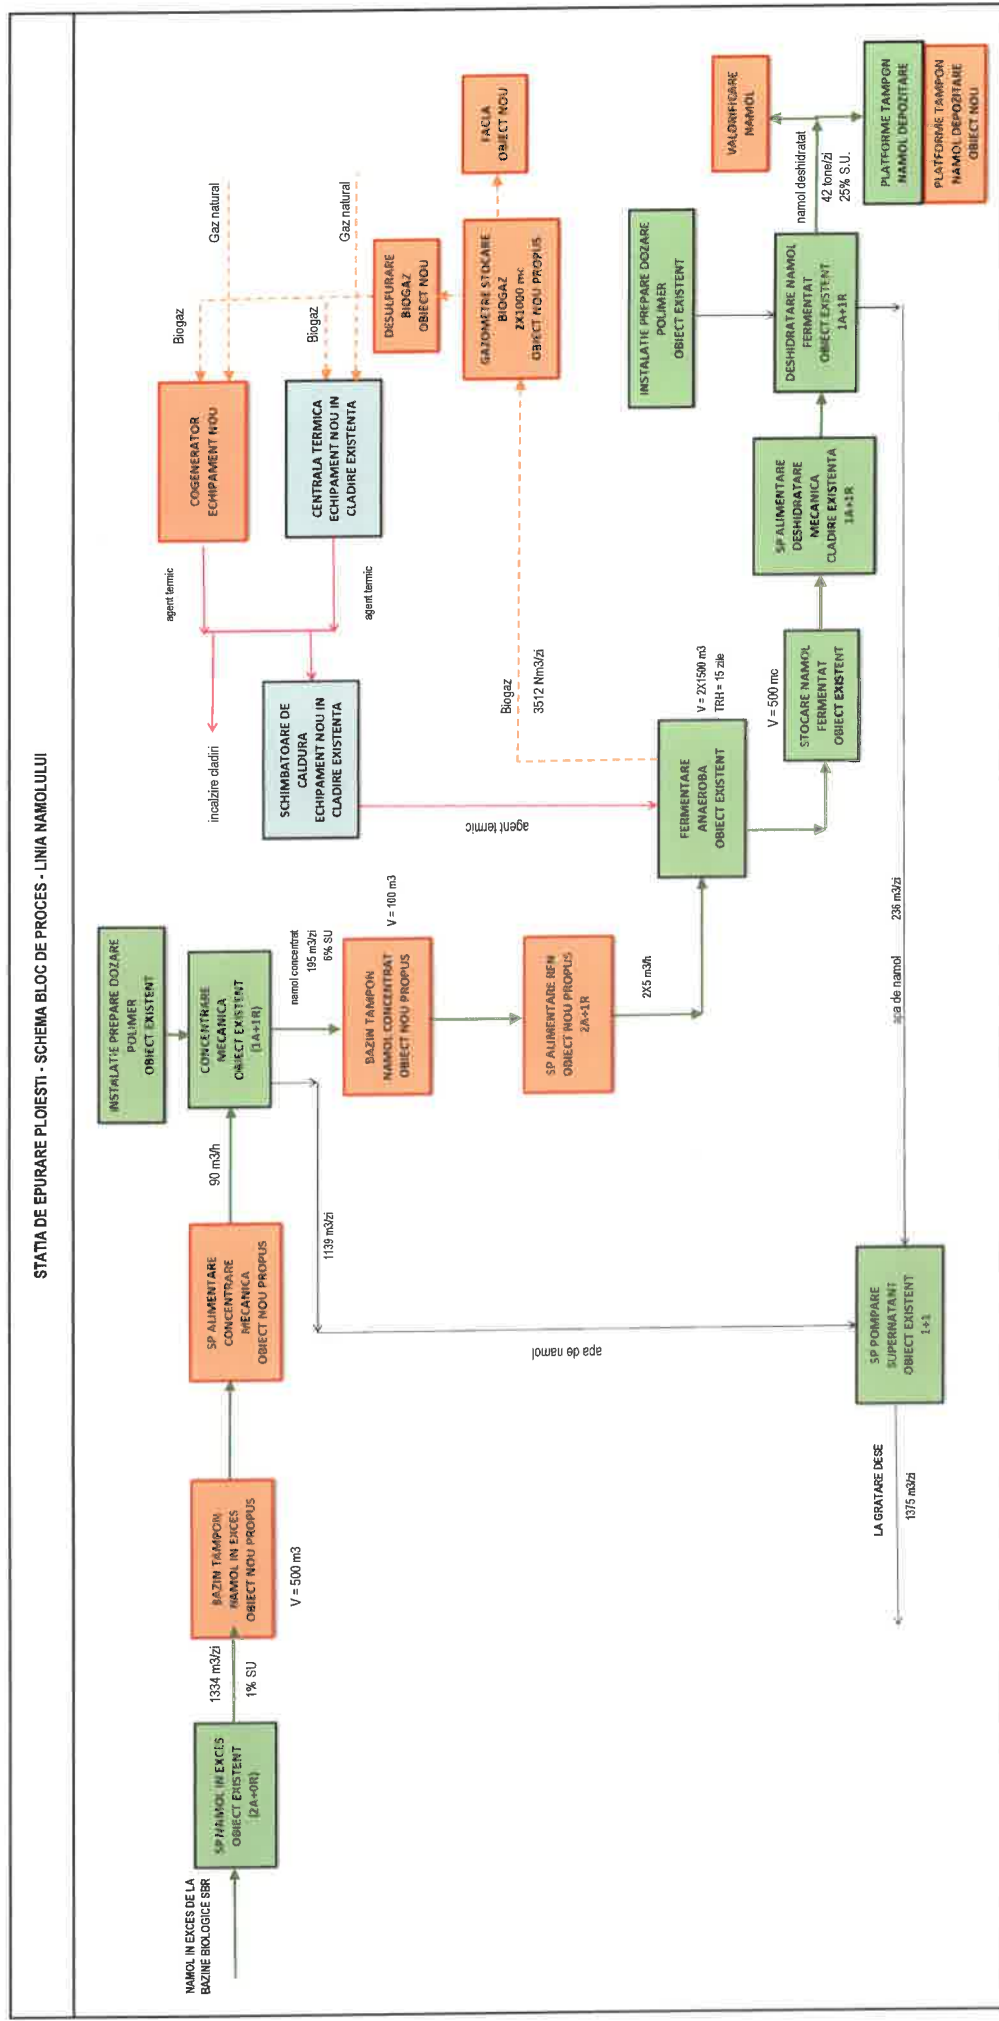 STATIA DE EPURARE PLOIESTI - SCHEMA BLOC DE PROCES - LINIA NAMOLULUI
NAMOL IN EXCES DE LA
BAZINE BIOLOGICE SBR
SP NAMOL IN EXCES
OBIECT EXISTENT
(2A+0R)
1334 m3/zi
1% SU
BAZIN TAMPON
NAMOL IN EXCES
OBIECT NOU PROPUS
V = 500 m3
SP ALIMENTARE
CONCENTRARE
MECANICA
OBIECT NOU PROPUS
90 m3/h
INSTALATIE PREPARE DOZARE
POLIMER
OBIECT EXISTENT
CONCENTRARE
MECANICA
OBIECT EXISTENT
(1A+1R)
1139 m3/zi
apa de namol
namol concentrat
195 m3/zi
6% SU
BAZIN TAMPON
NAMOL CONCENTRAT
OBIECT NOU PROPUS
V = 100 m3
SP ALIMENTARE RFN
OBIECT NOU PROPUS
2A+1R
2X5 m3/h
FERMENTARE
ANAEROBA
OBIECT EXISTENT
V = 2X1500 m3
TRH = 15 zile
incalzire cladiri
SCHIMBATOARE DE
CALDURA
ECHIPAMENT NOU IN
CLADIRE EXISTENTA
agent termic
agent termic
agent termic
COGENERATOR
ECHIPAMENT NOU
CENTRALA TERMICA
ECHIPAMENT NOU IN
CLADIRE EXISTENTA
Biogaz
Gaz natural
Biogaz
Gaz natural
DESULFURARE
BIOGAZ
OBIECT NOU
GAZOMETRE STOCARE
BIOGAZ
2X1000 mc
OBIECT NOU PROPUS
FACLA
OBIECT NOU
Biogaz
3512 Nm3/zi
STOCARE NAMOL
FERMENTAT
OBIECT EXISTENT
V = 500 mc
SP ALIMENTARE
DESHIDRATARE
MECANICA
CLADIRE EXISTENTA
1A+1R
INSTALATIE PREPARE DOZARE
POLIMER
OBIECT EXISTENT
DESHIDRATARE NAMOL
FERMENTAT
OBIECT EXISTENT
1A+1R
namol deshidratat
42 tone/zi
25% S.U.
VALORIFICARE
NAMOL
PLATFORME TAMPON
NAMOL DEPOZITARE
PLATFORME TAMPON
NAMOL DEPOZITARE
OBIECT NOU
apa de namol
236 m3/zi
SP POMPARE
SUPERNATANT
OBIECT EXISTENT
1+1
LA GRATARE DESE
1375 m3/zi